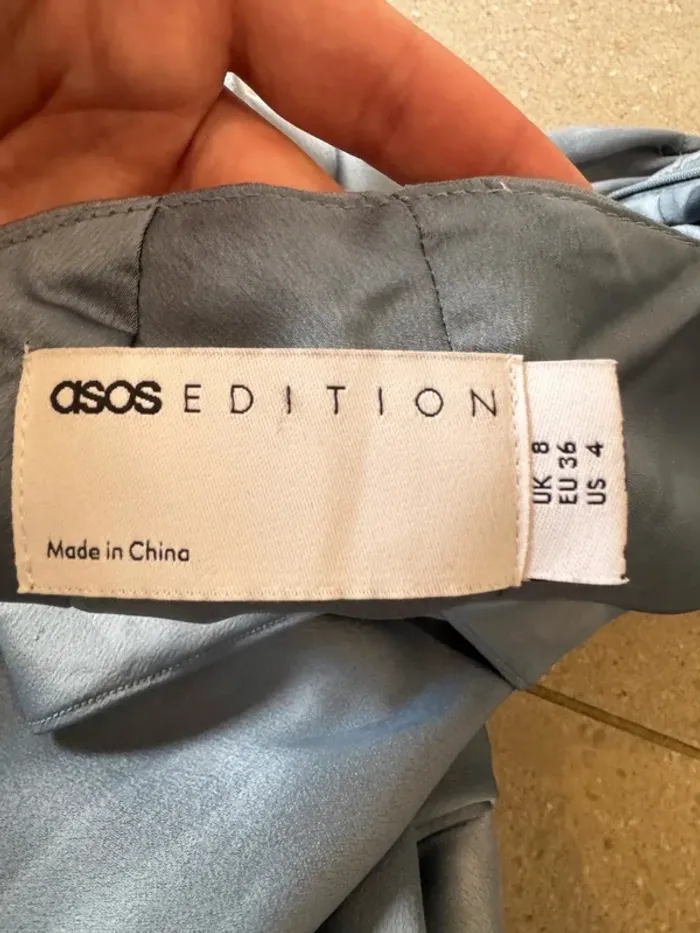 asos EDITION
Made in China
UK 8
EU 36
US 4